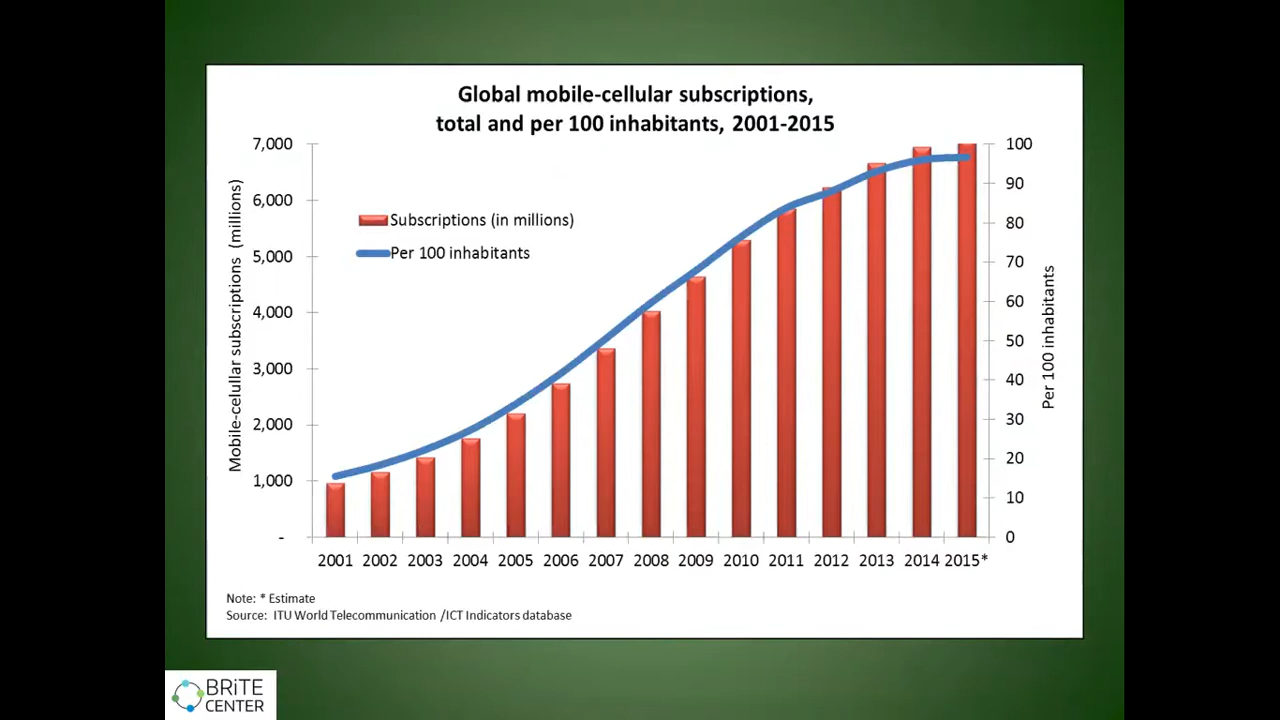 Global mobile-cellular subscriptions,
total and per 100 inhabitants, 2001-2015
Mobile-celullar subscriptions (millions)
7,000
6,000
5,000
4,000
3,000
2,000
1,000
-
Subscriptions (in millions)
Per 100 inhabitants
100
90
80
70
60
50
40
30
20
10
0
Per 100 inhabitants
2001 2002 2003 2004 2005 2006 2007 2008 2009 2010 2011 2012 2013 2014 2015*
Note: * Estimate
Source: ITU World Telecommunication /ICT Indicators database
BRiTE
CENTER